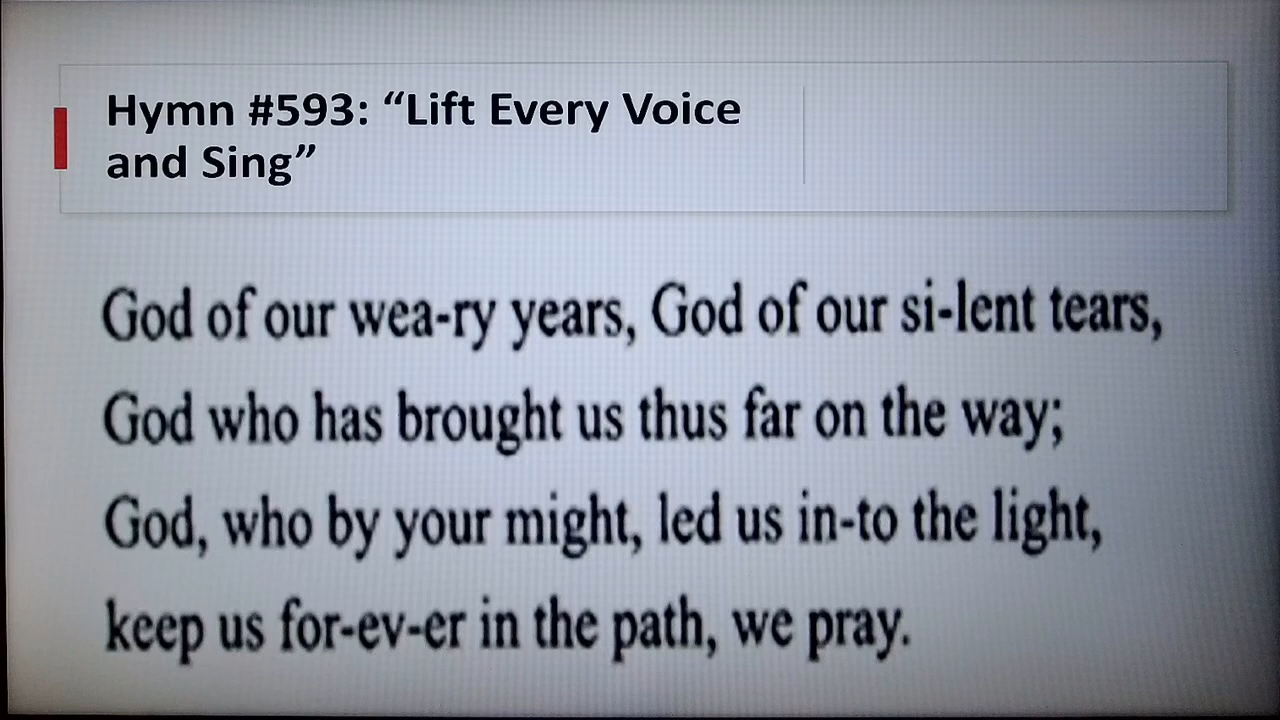 Hymn #593: “Lift Every Voice
and Sing”
God of our wea-ry years, God of our si-lent tears,
God who has brought us thus far on the way;
God, who by your might, led us in-to the light,
keep us for-ev-er in the path, we pray.